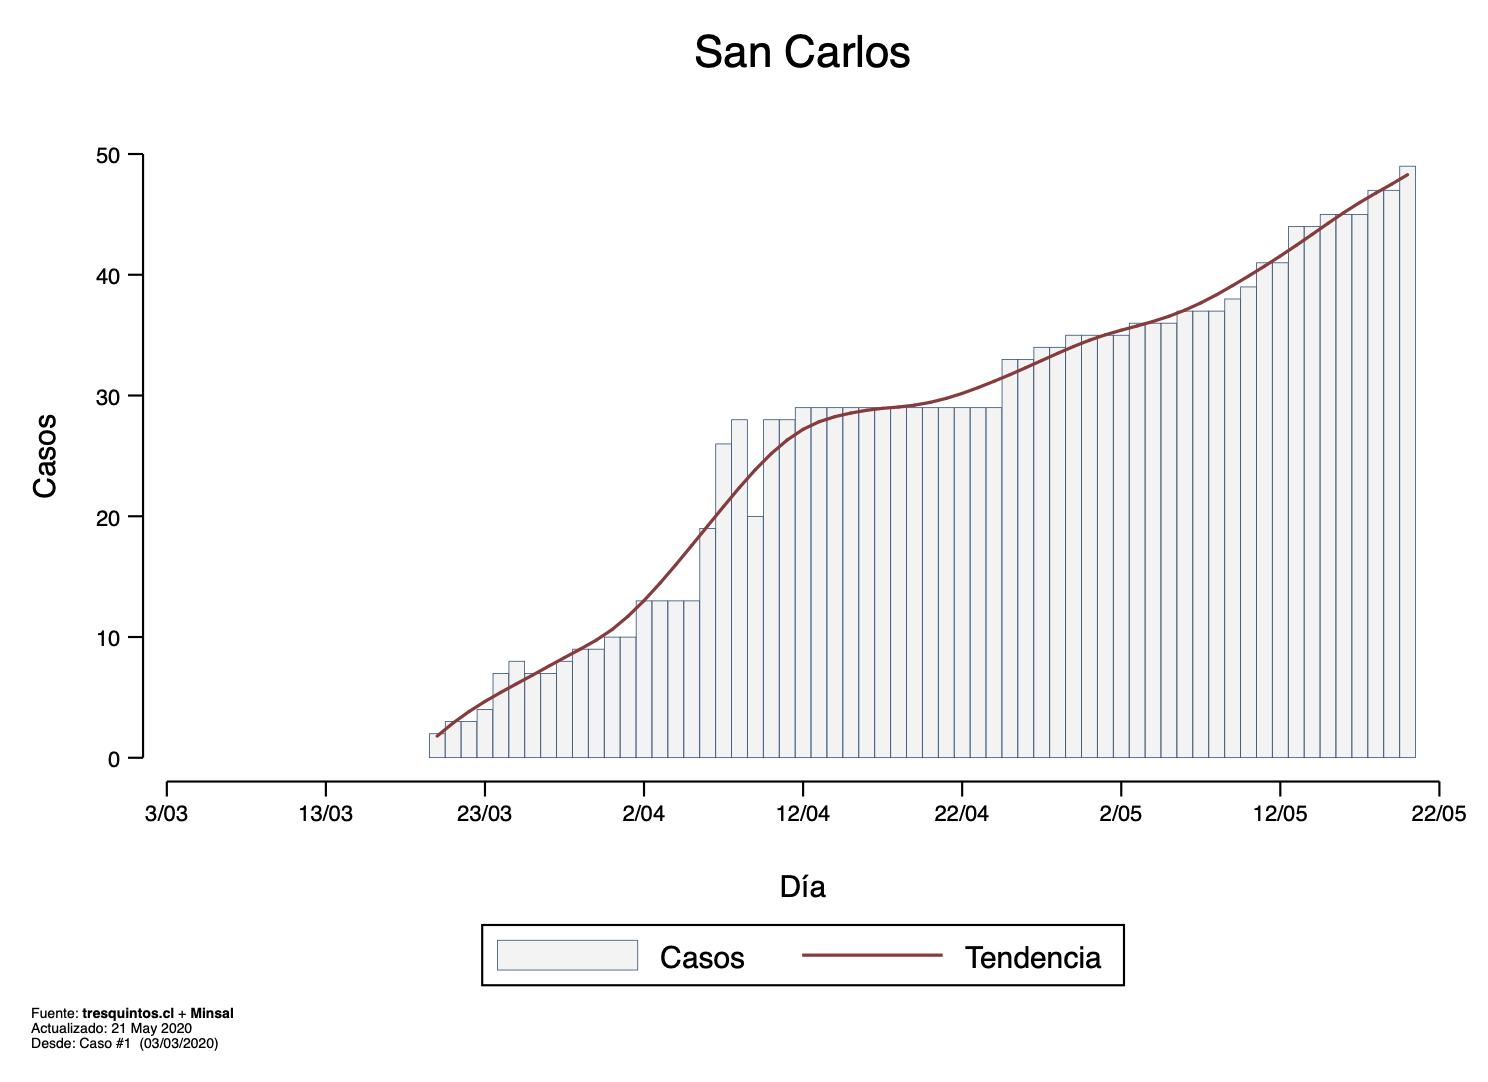 San Carlos
50
40
30
20
10
0
Casos
3/03 13/03 23/03 2/04 12/04 22/04 2/05 12/05 22/05
Día
Casos Tendencia
Fuente: tresquintos.cl + Minsal
Actualizado: 21 May 2020
Desde: Caso #1 (03/03/2020)